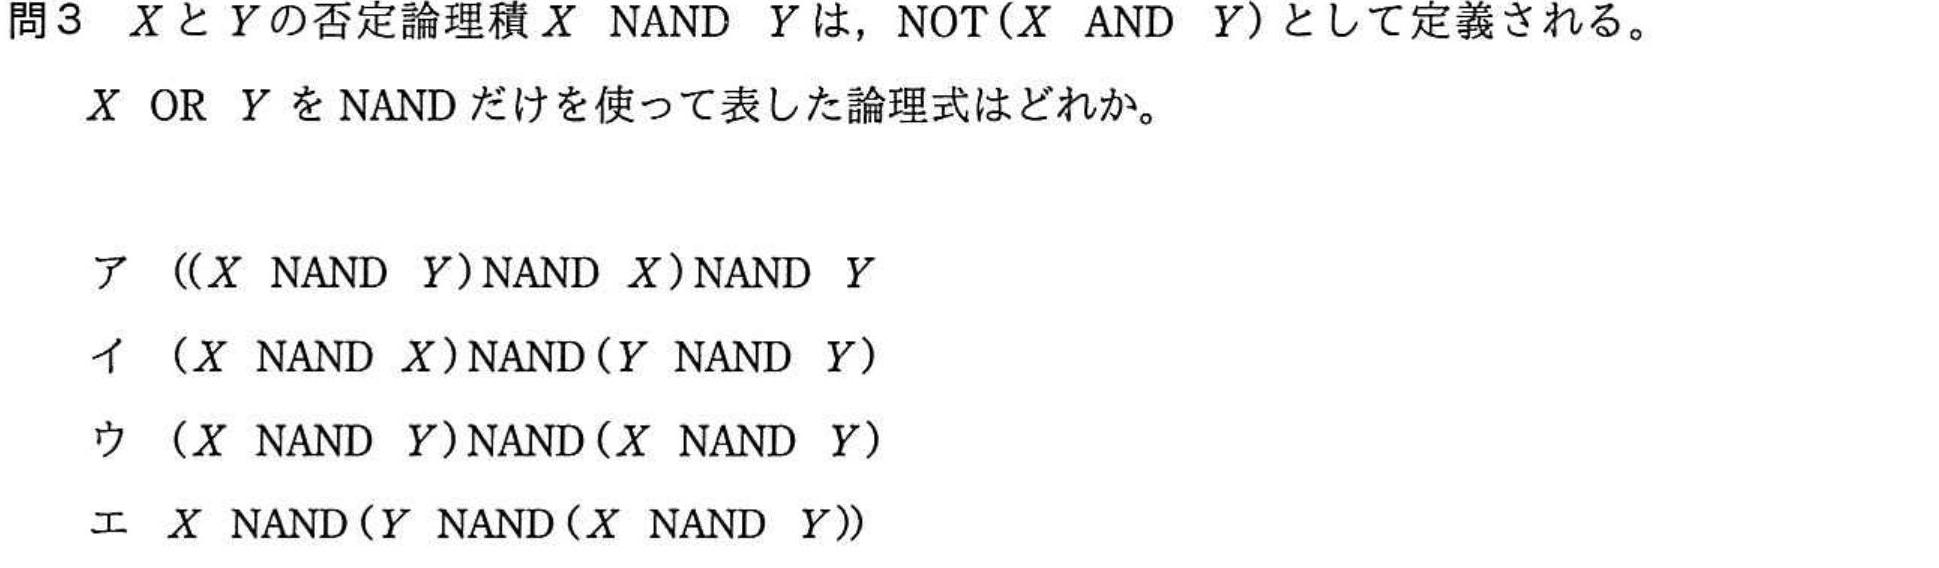 問3 XとYの否定論理積X NAND Yは，NOT(X AND Y)として定義される。
X OR YをNANDだけを使って表した論理式はどれか。
ア ((X NAND Y)NAND X)NAND Y
イ (X NAND X)NAND(Y NAND Y)
ウ (X NAND Y)NAND(X NAND Y)
エ X NAND(Y NAND(X NAND Y))